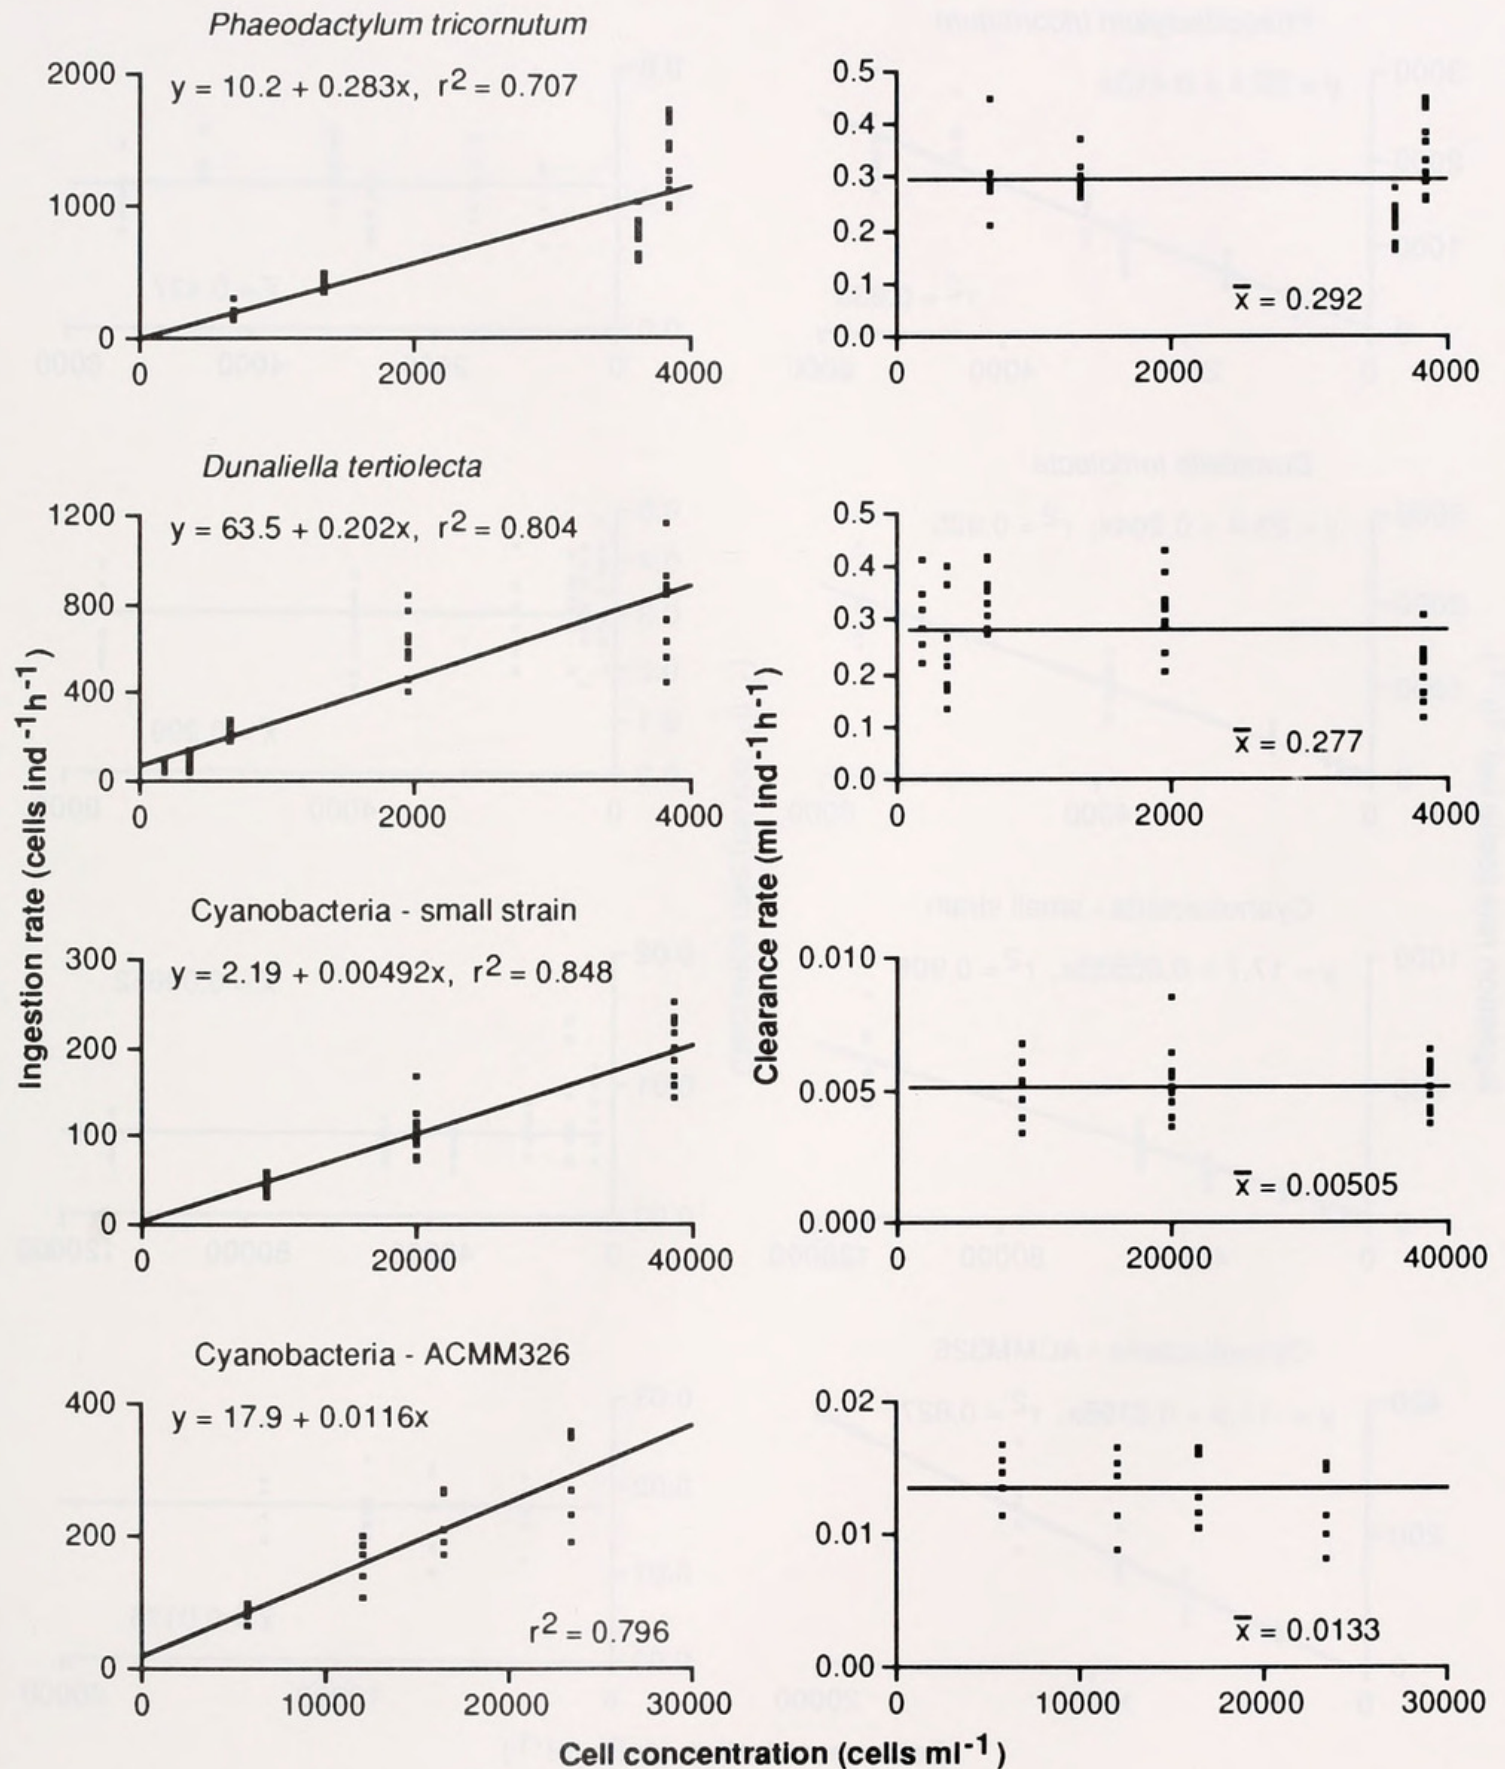 Phaeodactylum tricornutum
y = 10.2 + 0.283x, r² = 0.707
2000
1000
0
0 2000 4000
0.5
0.4
0.3
0.2
0.1
0.0
x̄ = 0.292
0 2000 4000
Dunaliella tertiolecta
y = 63.5 + 0.202x, r² = 0.804
1200
800
400
0
0 2000 4000
0.5
0.4
0.3
0.2
0.1
0.0
x̄ = 0.277
0 2000 4000
Ingestion rate (cells ind⁻¹h⁻¹)
Clearance rate (ml ind⁻¹h⁻¹)
Cyanobacteria - small strain
y = 2.19 + 0.00492x, r² = 0.848
300
200
100
0
0 20000 40000
0.010
0.005
0.000
x̄ = 0.00505
0 20000 40000
Cyanobacteria - ACMM326
y = 17.9 + 0.0116x
400
200
0
r² = 0.796
0 10000 20000 30000
0.02
0.01
0.00
x̄ = 0.0133
0 10000 20000 30000
Cell concentration (cells ml⁻¹)